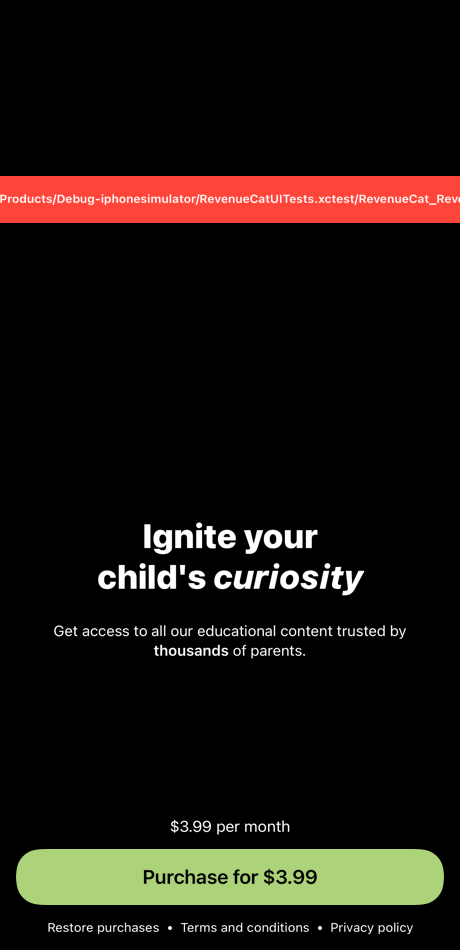 Products/Debug-iphonesimulator/RevenueCatUITests.xctest/RevenueCat_Reve
Ignite your
child's curiosity
Get access to all our educational content trusted by
thousands of parents.
$3.99 per month
Purchase for $3.99
Restore purchases • Terms and conditions • Privacy policy